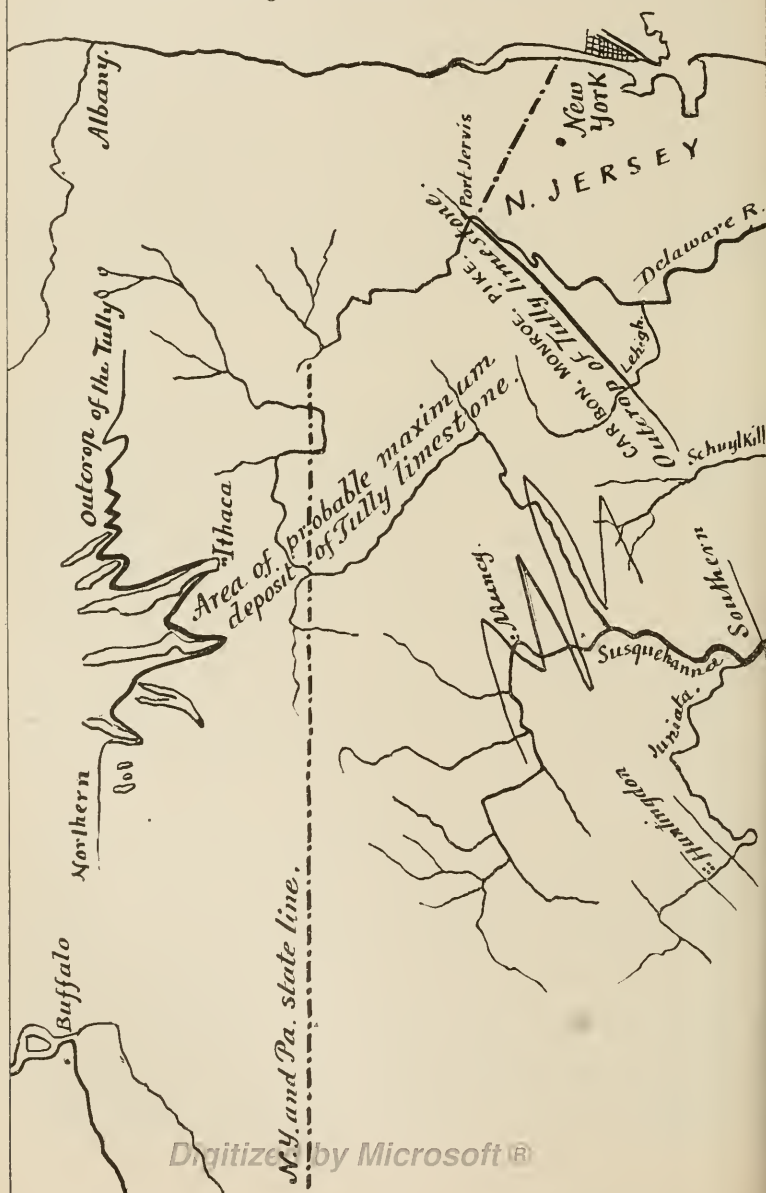 Albany.
Port Jervis
New
York
N. JERSEY
Delaware R.
Outcrop of the Tully
Ithaca
Area of probable maximum
deposit of Tully limestone.
CARBON, MONROE, PIKE.
Outcrop of Tully limestone.
Lehigh.
Schuylkill
Muncy.
Southern
Susquehanna
Juniata.
Huntingdon
Northern
Buffalo
N.Y. and Pa. state line.
Digitized by Microsoft ®